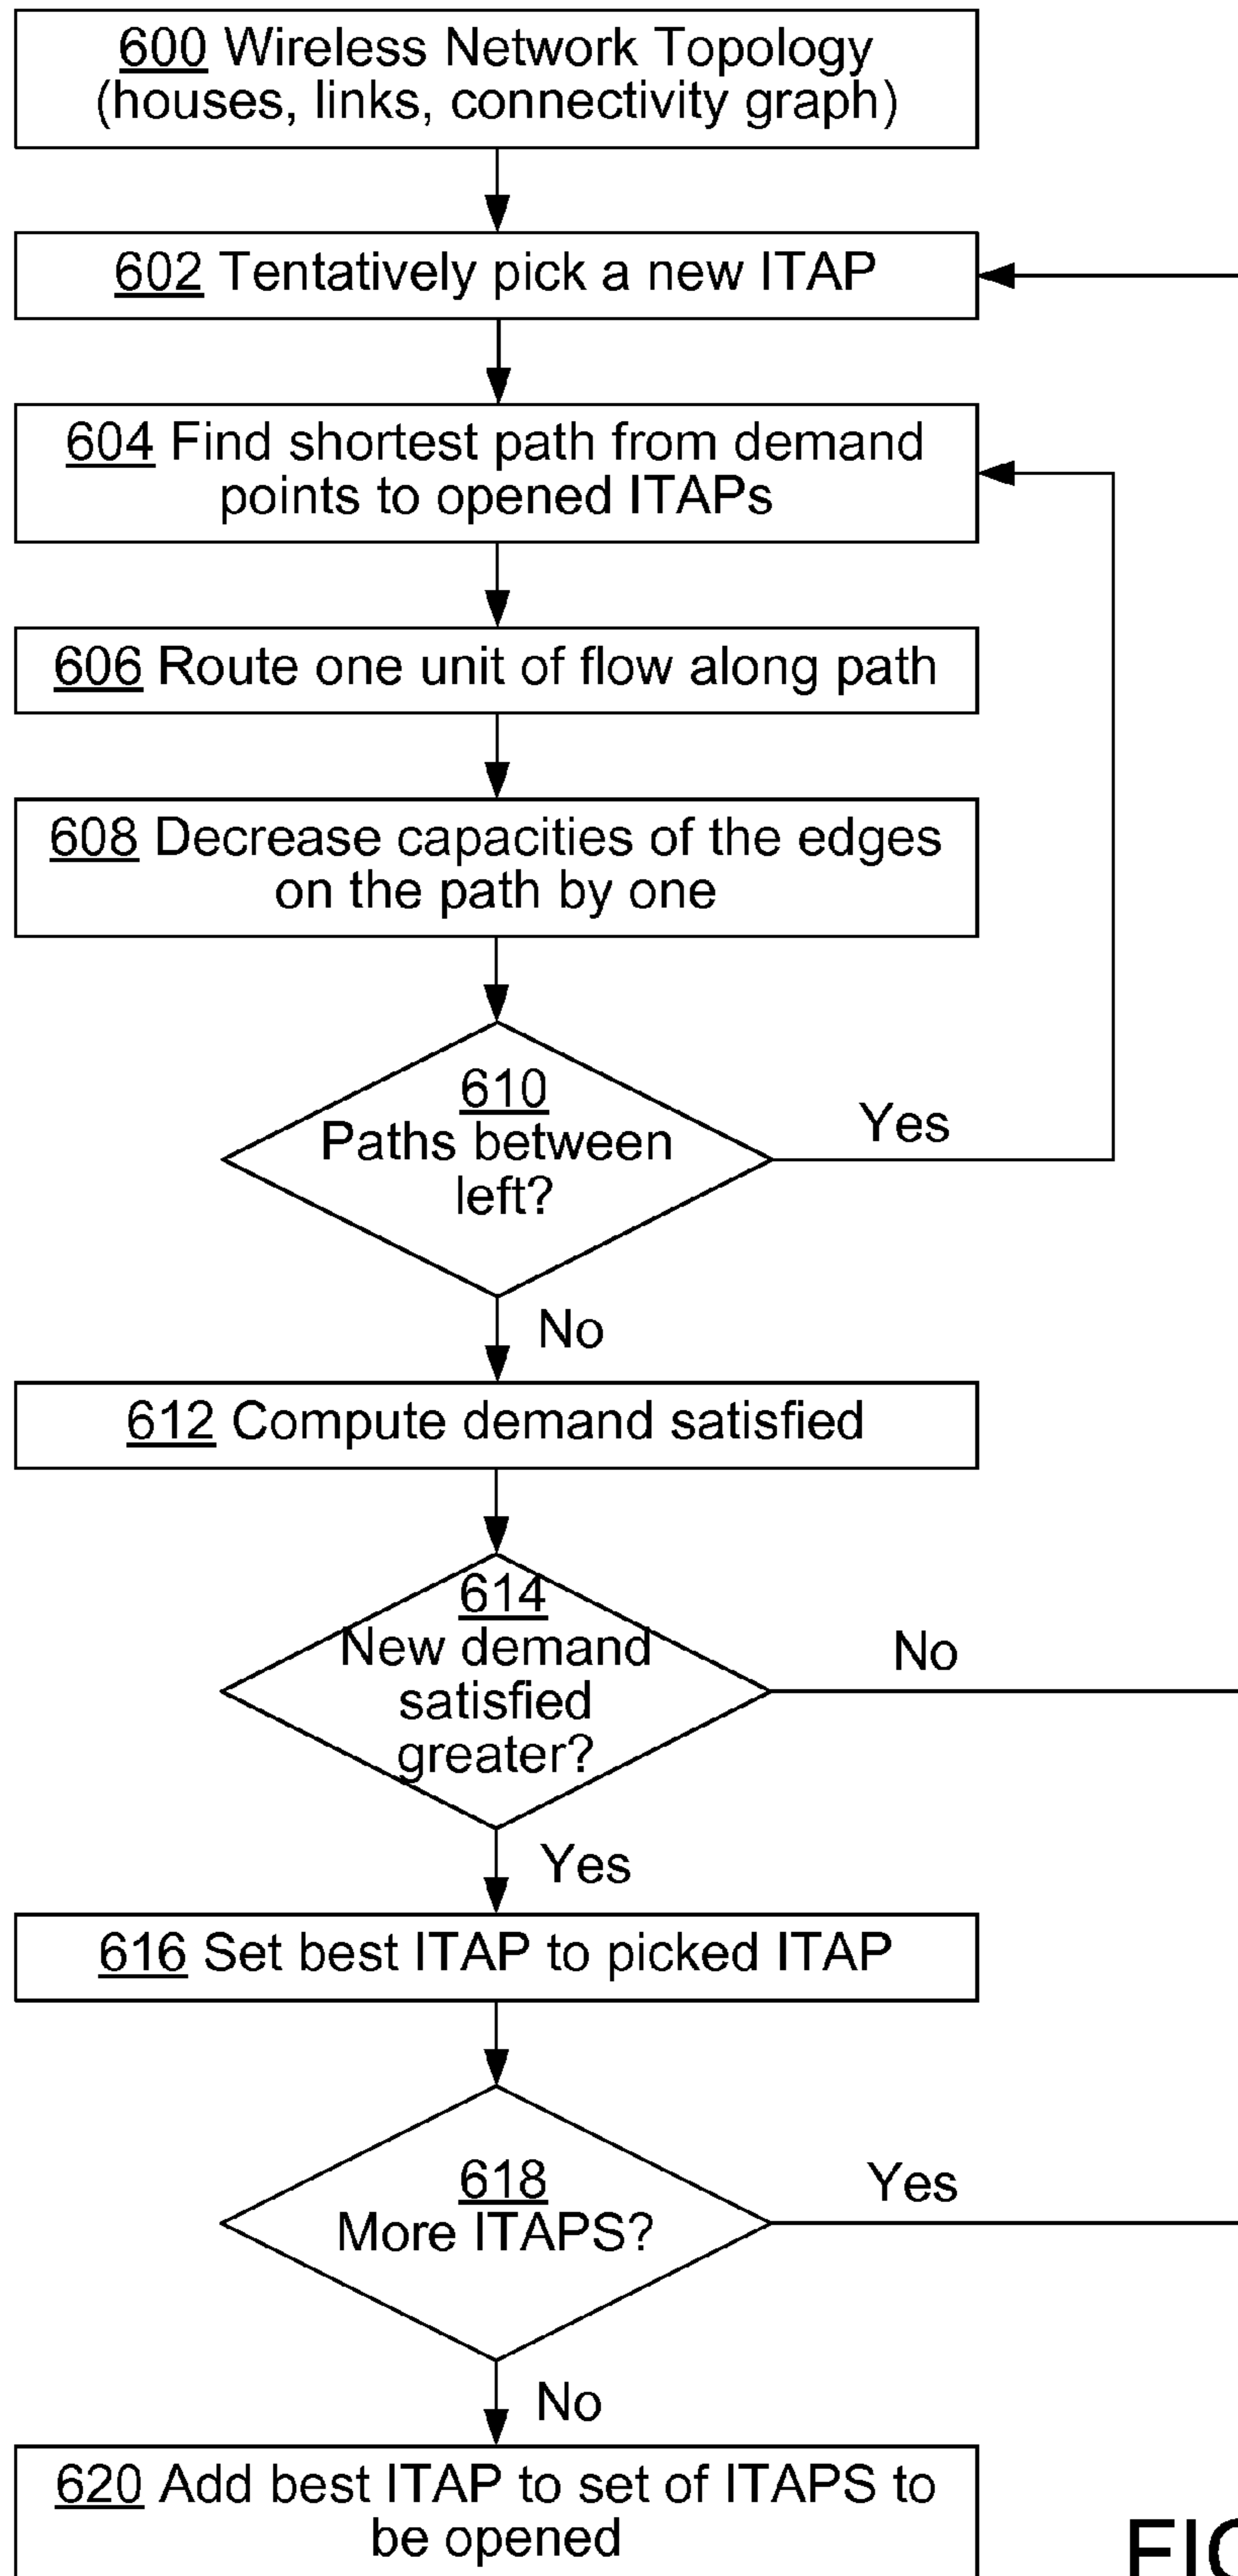 600 Wireless Network Topology
(houses, links, connectivity graph)
602 Tentatively pick a new ITAP
604 Find shortest path from demand
points to opened ITAPs
606 Route one unit of flow along path
608 Decrease capacities of the edges
on the path by one
610
Paths between
left?
Yes
No
612 Compute demand satisfied
614
New demand
satisfied
greater?
No
Yes
616 Set best ITAP to picked ITAP
618
More ITAPS?
Yes
No
620 Add best ITAP to set of ITAPS to
be opened